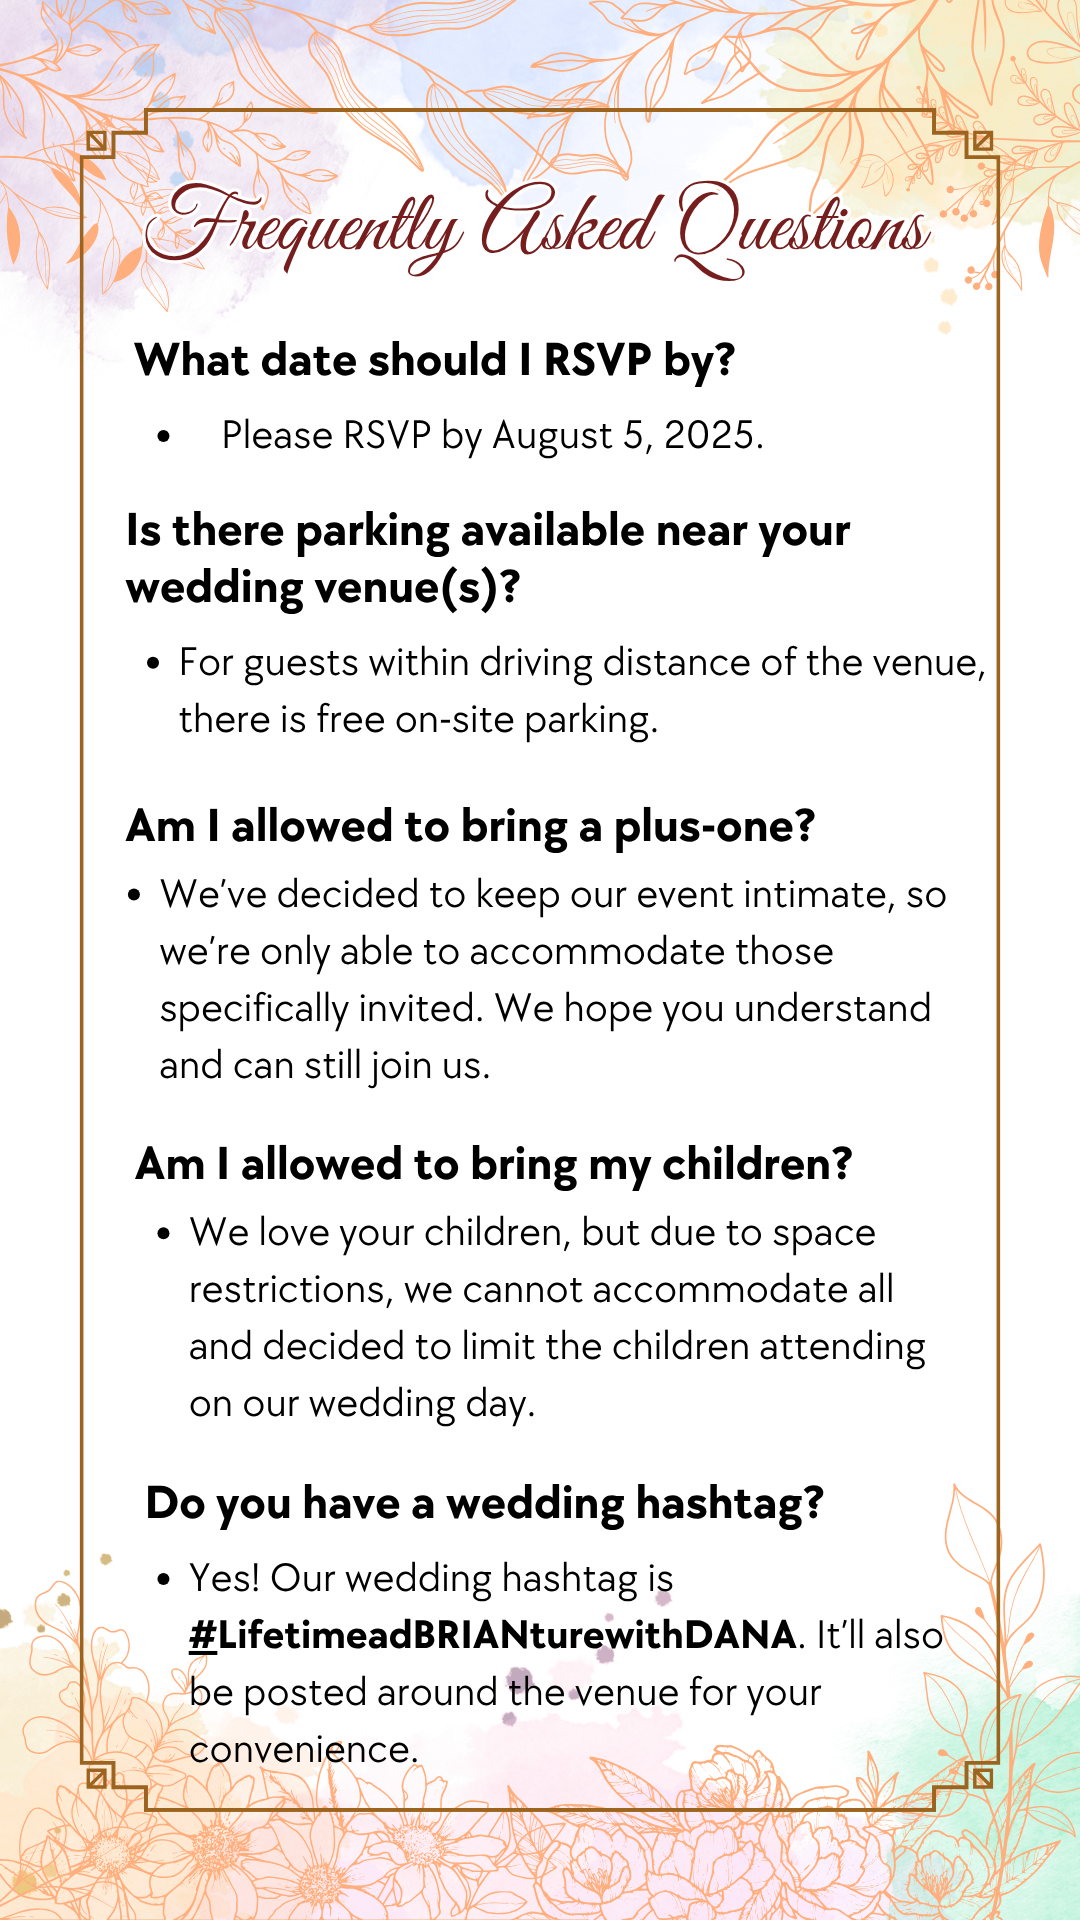 Frequently Asked Questions
What date should I RSVP by?
• Please RSVP by August 5, 2025.
Is there parking available near your
wedding venue(s)?
• For guests within driving distance of the venue,
there is free on-site parking.
Am I allowed to bring a plus-one?
• We've decided to keep our event intimate, so
we're only able to accommodate those
specifically invited. We hope you understand
and can still join us.
Am I allowed to bring my children?
• We love your children, but due to space
restrictions, we cannot accommodate all
and decided to limit the children attending
on our wedding day.
Do you have a wedding hashtag?
• Yes! Our wedding hashtag is
#LifetimeadBRIANturewithDANA. It'll also
be posted around the venue for your
convenience.